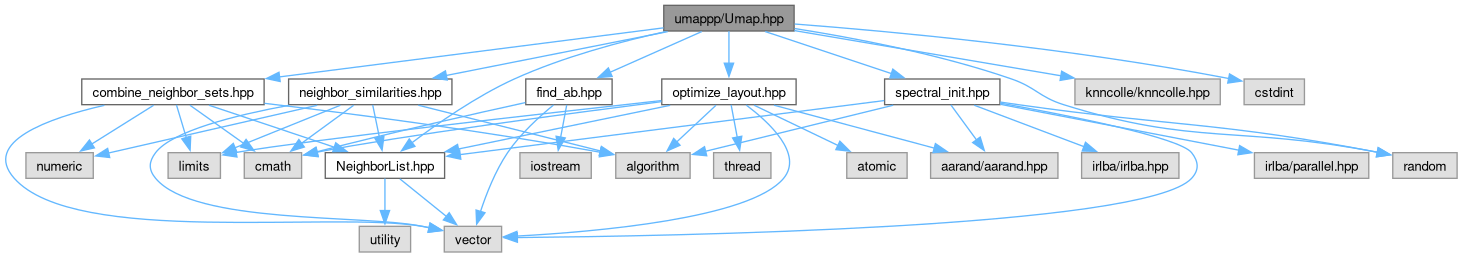 umappp/Umap.hpp
combine_neighbor_sets.hpp
neighbor_similarities.hpp
find_ab.hpp
optimize_layout.hpp
spectral_init.hpp
knncolle/knncolle.hpp
cstdint
numeric
limits
cmath
NeighborList.hpp
iostream
algorithm
thread
atomic
aarand/aarand.hpp
irlba/irlba.hpp
irlba/parallel.hpp
random
utility
vector